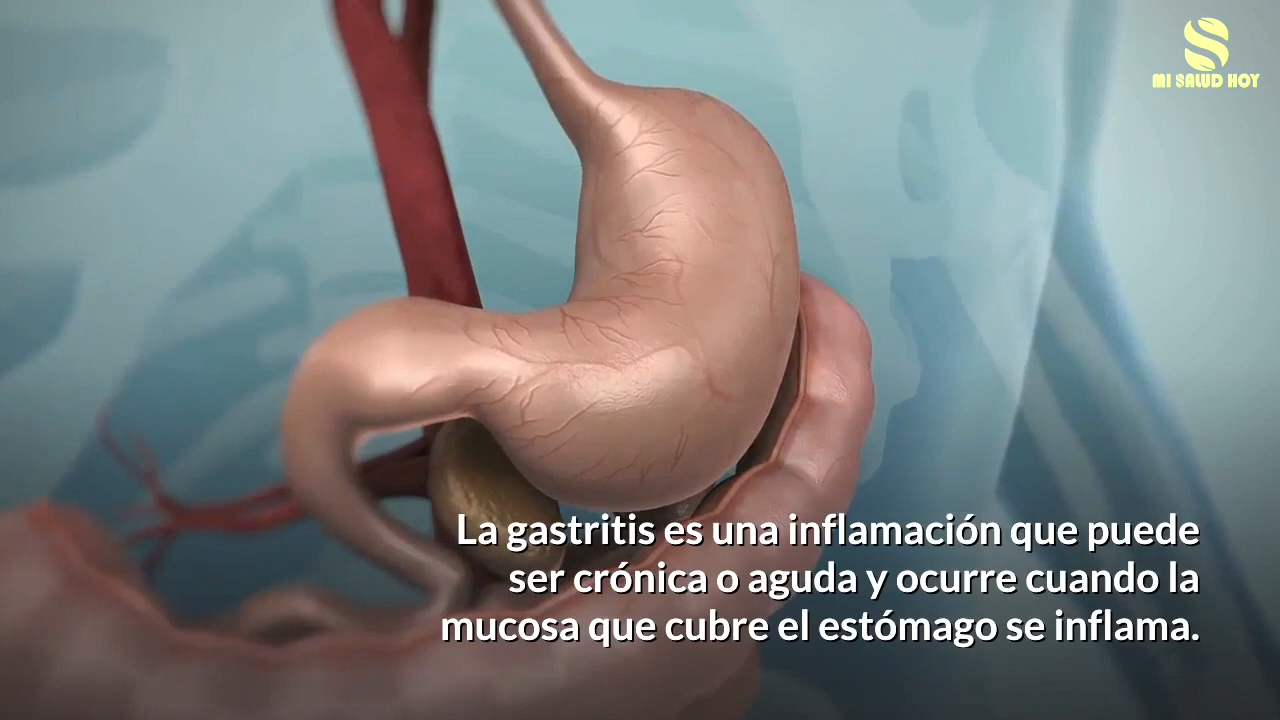 MI SALUD HOY
La gastritis es una inflamación que puede
ser crónica o aguda y ocurre cuando la
mucosa que cubre el estómago se inflama.